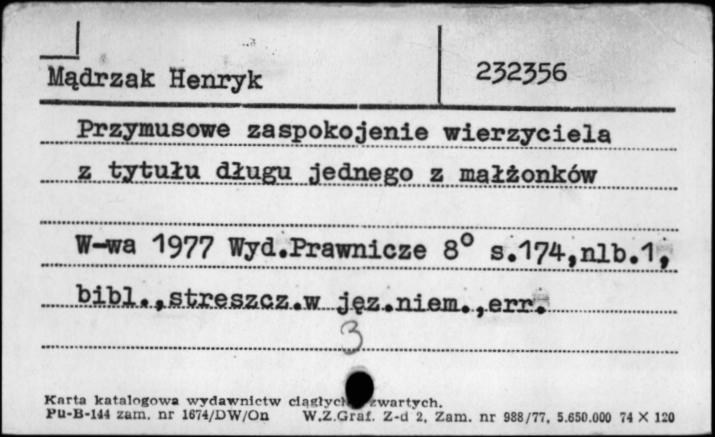 Mądrzak Henryk 232356
Przymusowe zaspokojenie wierzyciela
z tytułu długu jednego z małżonków
W-wa 1977 Wyd.Prawnicze 8° s.174,nlb.1,
bibl.,streszcz.w jęz.niem.,err.
3
Karta katalogowa wydawnictw ciągłych zwartych.
Pu-B-144 zam. nr 1674/DW/On W.Z.Graf. Z-d 2, Zam. nr 988/77, 5.650.000 74 X 120